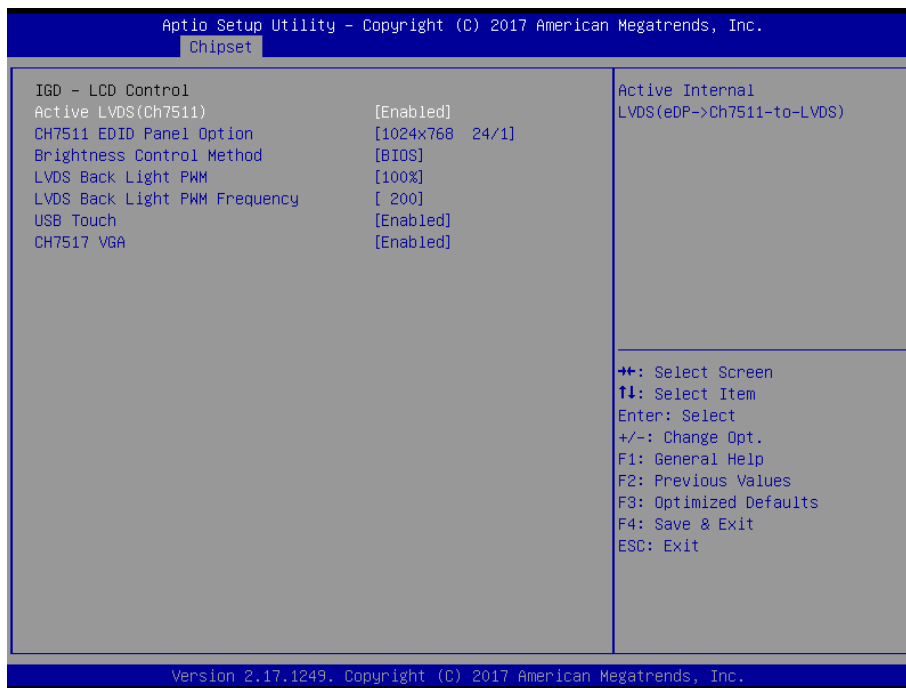 Aptio Setup Utility – Copyright (C) 2017 American Megatrends, Inc.
Chipset
IGD – LCD Control
Active LVDS(Ch7511) [Enabled]
CH7511 EDID Panel Option [1024x768 24/1]
Brightness Control Method [BIOS]
LVDS Back Light PWM [100%]
LVDS Back Light PWM Frequency [ 200]
USB Touch [Enabled]
CH7517 VGA [Enabled]
Active Internal
LVDS(eDP->Ch7511-to-LVDS)
→←: Select Screen
↑↓: Select Item
Enter: Select
+/-: Change Opt.
F1: General Help
F2: Previous Values
F3: Optimized Defaults
F4: Save & Exit
ESC: Exit
Version 2.17.1249. Copyright (C) 2017 American Megatrends, Inc.